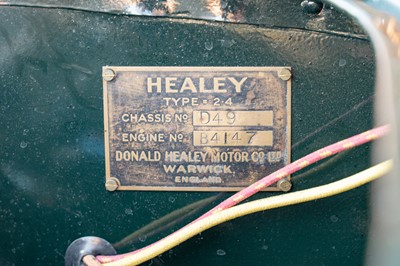 HEALEY
TYPE • 2·4
CHASSIS NO D49
ENGINE NO B4147
DONALD HEALEY MOTOR CO LTD
WARWICK,
ENGLAND.